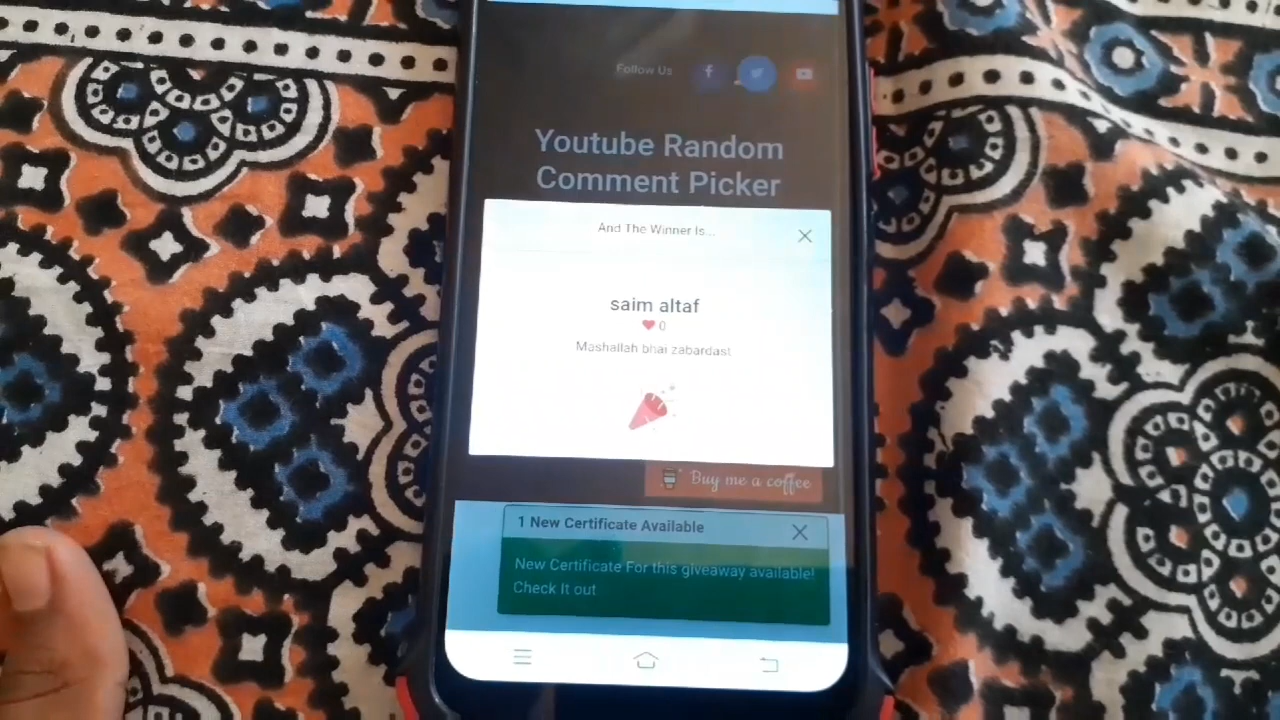 Follow Us
Youtube Random
Comment Picker
And The Winner Is...
saim altaf
0
Mashallah bhai zabardast
Buy me a coffee
1 New Certificate Available
New Certificate For this giveaway available!
Check It out